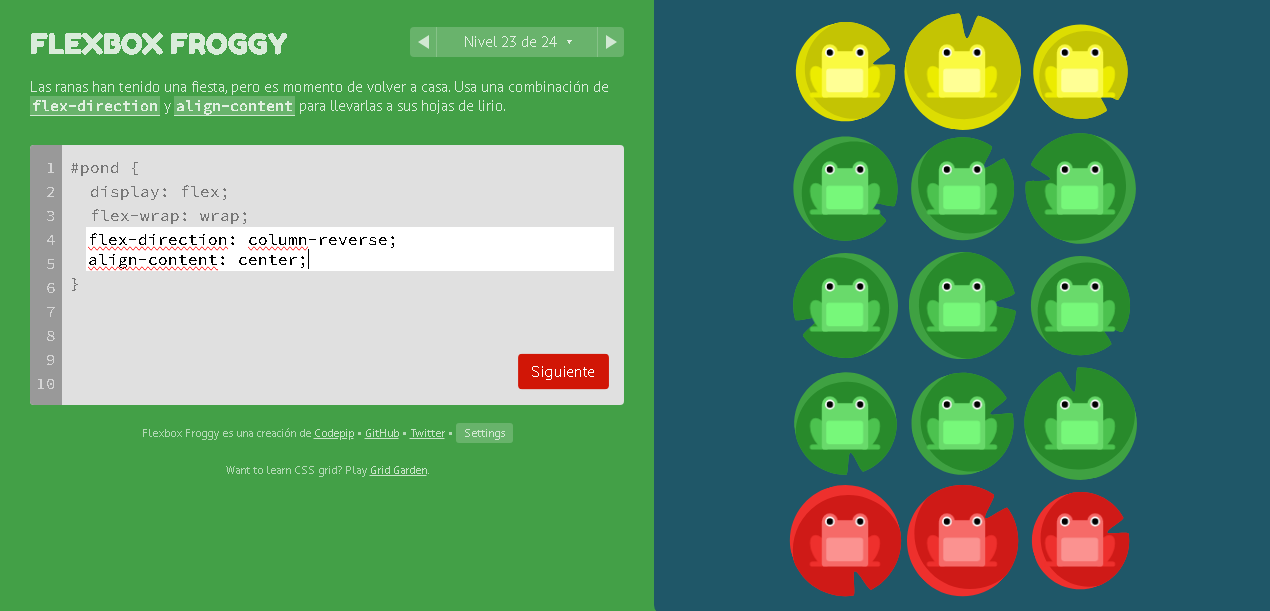 FLEXBOX FROGGY
◀ Nivel 23 de 24 ▾ ▶
Las ranas han tenido una fiesta, pero es momento de volver a casa. Usa una combinación de
flex-direction y align-content para llevarlas a sus hojas de lirio.
1 #pond {
2 display: flex;
3 flex-wrap: wrap;
4 flex-direction: column-reverse;
5 align-content: center;
6 }
7
8
9
10
Siguiente
Flexbox Froggy es una creación de Codepip • GitHub • Twitter • Settings
Want to learn CSS grid? Play Grid Garden.